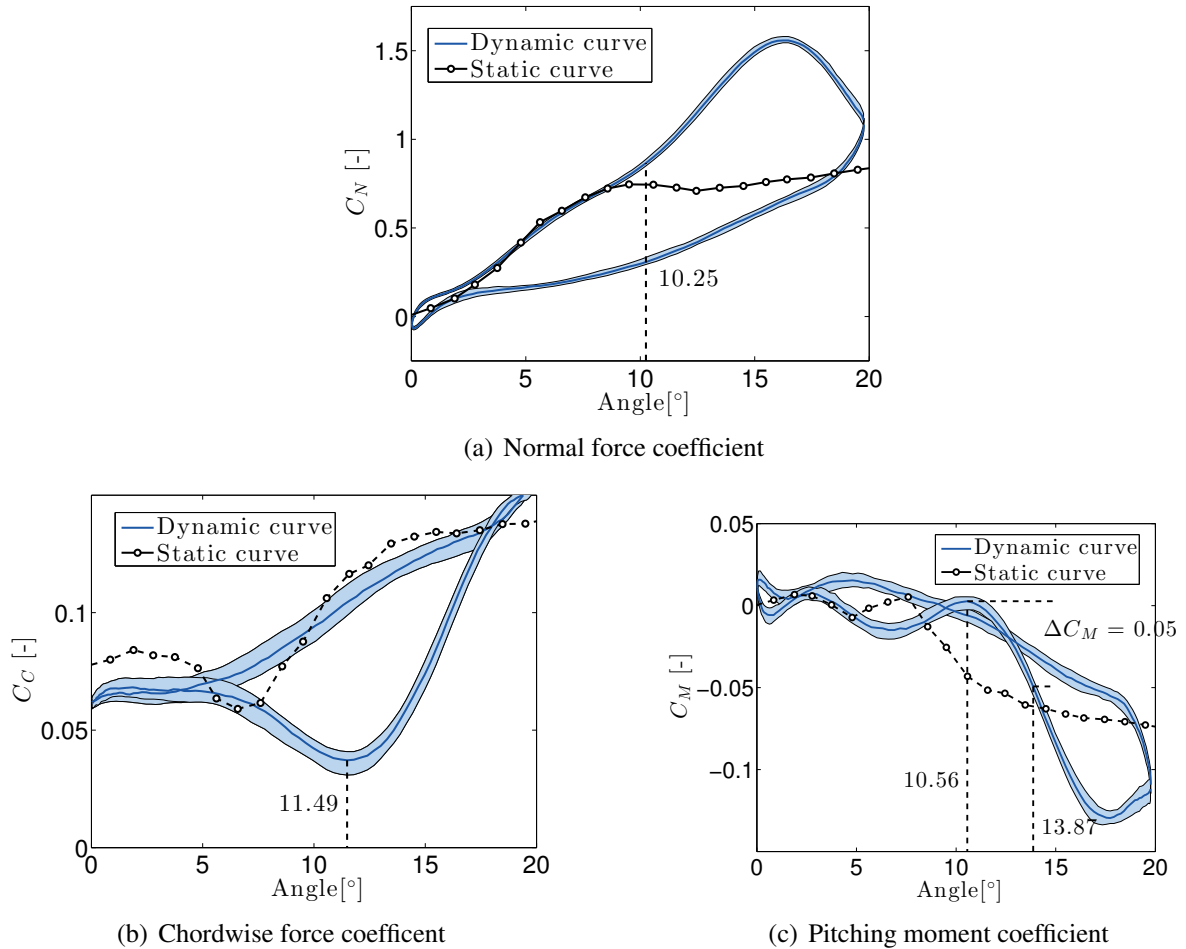 1.5
Dynamic curve
Static curve
1
C_N [-]
0.5
10.25
0
0 5 10 15 20
Angle[°]
(a) Normal force coefficient
Dynamic curve
Static curve
0.1
C_C [-]
0.05
11.49
0
0 5 10 15 20
Angle[°]
(b) Chordwise force coefficent
0.05
Dynamic curve
Static curve
0
ΔC_M = 0.05
C_M [-]
−0.05
−0.1
10.56
13.87
0 5 10 15 20
Angle[°]
(c) Pitching moment coefficient